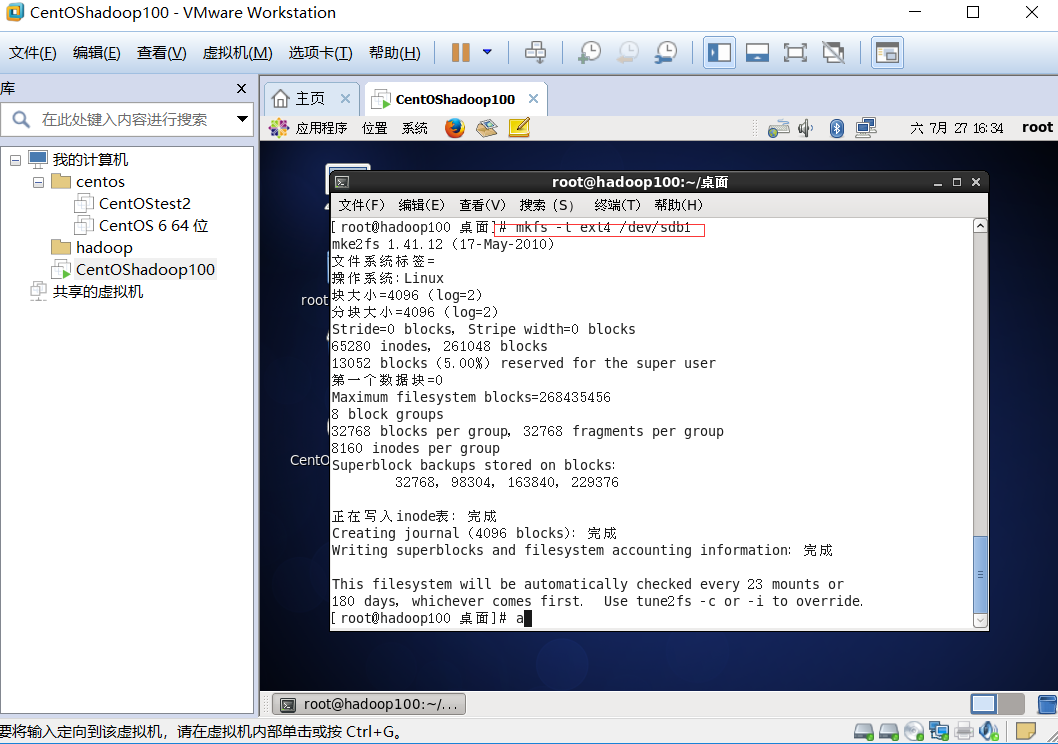 CentOShadoop100 - VMware Workstation
文件(F) 编辑(E) 查看(V) 虚拟机(M) 选项卡(T) 帮助(H)
库
在此处键入内容进行搜索
我的计算机
centos
CentOStest2
CentOS 6 64 位
hadoop
CentOShadoop100
共享的虚拟机
主页 CentOShadoop100
应用程序 位置 系统 六 7月 27 16:34 root
root
CentO
root@hadoop100:~/桌面
文件(F) 编辑(E) 查看(V) 搜索 (S) 终端(T) 帮助(H)
[root@hadoop100 桌面]# mkfs -t ext4 /dev/sdb1
mke2fs 1.41.12 (17-May-2010)
文件系统标签=
操作系统:Linux
块大小=4096 (log=2)
分块大小=4096 (log=2)
Stride=0 blocks, Stripe width=0 blocks
65280 inodes, 261048 blocks
13052 blocks (5.00%) reserved for the super user
第一个数据块=0
Maximum filesystem blocks=268435456
8 block groups
32768 blocks per group, 32768 fragments per group
8160 inodes per group
Superblock backups stored on blocks:
32768, 98304, 163840, 229376
正在写入inode表: 完成
Creating journal (4096 blocks): 完成
Writing superblocks and filesystem accounting information: 完成
This filesystem will be automatically checked every 23 mounts or
180 days, whichever comes first. Use tune2fs -c or -i to override.
[root@hadoop100 桌面]# a
root@hadoop100:~/...
要将输入定向到该虚拟机，请在虚拟机内部单击或按 Ctrl+G。